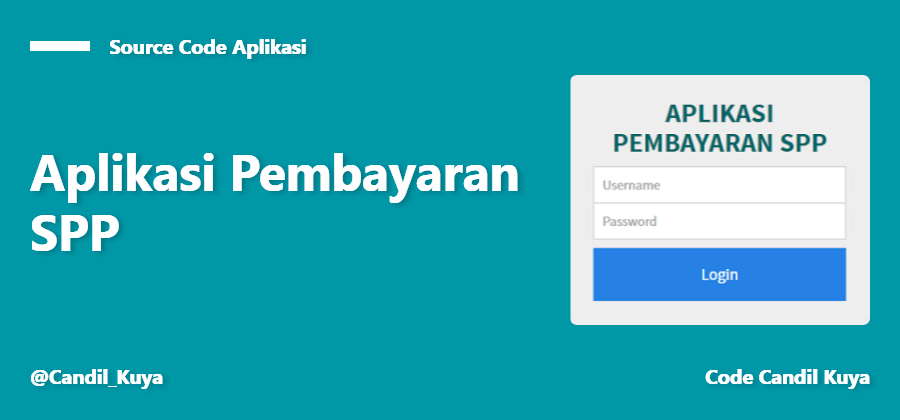 Source Code Aplikasi
Aplikasi Pembayaran
SPP
APLIKASI
PEMBAYARAN SPP
Username
Password
Login
@Candil_Kuya
Code Candil Kuya